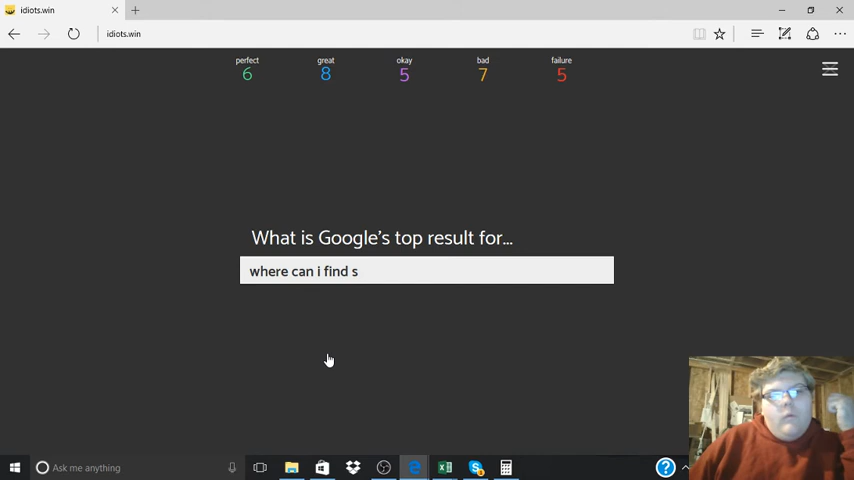 idiots.win
idiots.win
perfect great okay bad failure
6 8 5 7 5
What is Google's top result for...
where can i find s
Ask me anything